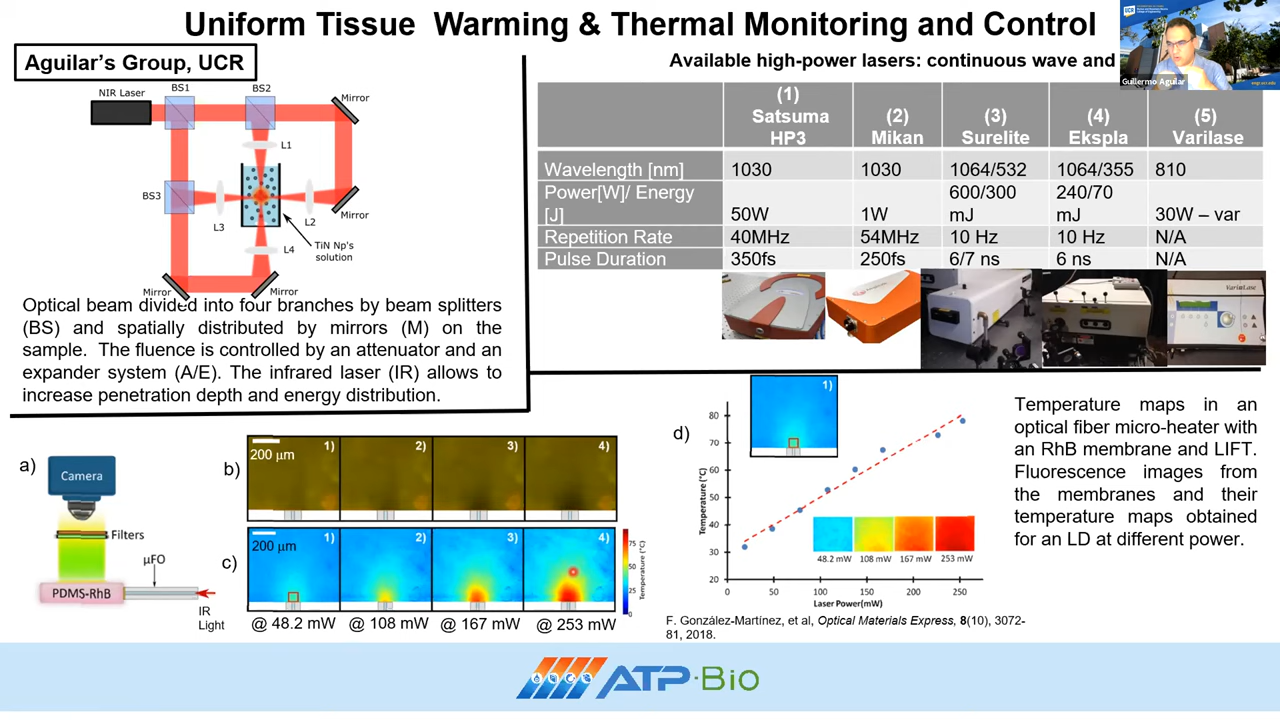 Uniform Tissue Warming & Thermal Monitoring and Control
Aguilar's Group, UCR
NIR Laser
BS1
BS2
Mirror
L1
BS3
L3
L2
Mirror
L4
TiN Np's
solution
Mirror
Mirror
Optical beam divided into four branches by beam splitters
(BS) and spatially distributed by mirrors (M) on the
sample. The fluence is controlled by an attenuator and an
expander system (A/E). The infrared laser (IR) allows to
increase penetration depth and energy distribution.
Available high-power lasers: continuous wave and
UCR
Guillermo Aguilar
(1) Satsuma HP3 (2) Mikan (3) Surelite (4) Ekspla (5) Varilase
Wavelength [nm] 1030 1030 1064/532 1064/355 810
Power[W]/ Energy [J] 50W 1W 600/300 mJ 240/70 mJ 30W – var
Repetition Rate 40MHz 54MHz 10 Hz 10 Hz N/A
Pulse Duration 350fs 250fs 6/7 ns 6 ns N/A
VariLase
a)
Camera
Filters
µFO
PDMS-RhB
IR
Light
b)
200 µm
1) 2) 3) 4)
c)
200 µm
1) 2) 3) 4)
75
50
25
0
Temperature (°C)
@ 48.2 mW @ 108 mW @ 167 mW @ 253 mW
d)
1)
80
70
60
50
40
30
20
Temperature (°C)
48.2 mW 108 mW 167 mW 253 mW
0 50 100 150 200 250
Laser Power(mW)
F. González-Martínez, et al, Optical Materials Express, 8(10), 3072-
81, 2018.
Temperature maps in an
optical fiber micro-heater with
an RhB membrane and LIFT.
Fluorescence images from
the membranes and their
temperature maps obtained
for an LD at different power.
ATP·Bio